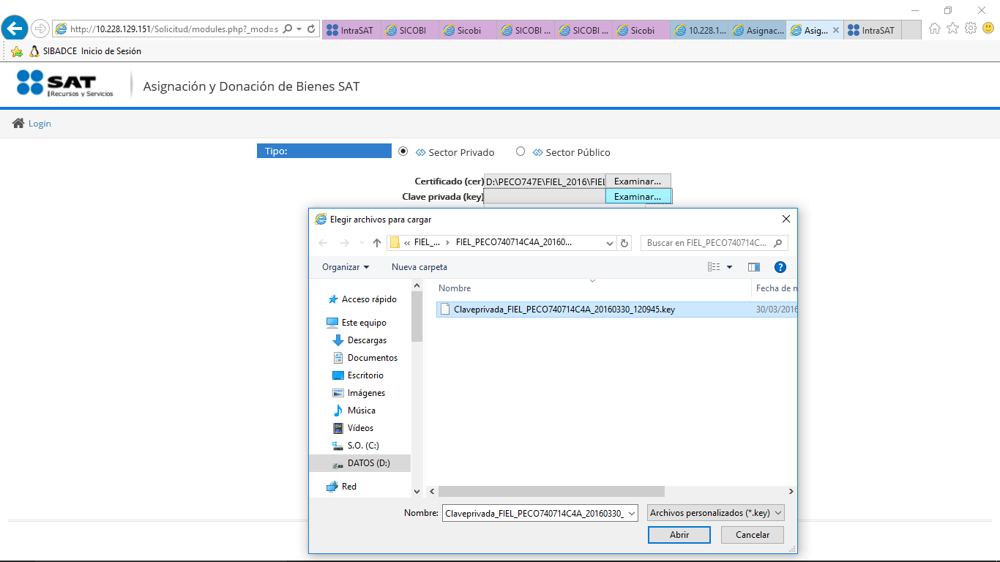 http://10.228.129.151/Solicitud/modules.php?_mod=s
IntraSAT
SICOBI
Sicobi
SICOBI ...
SICOBI ...
Sicobi
10.228.1...
Asignac...
Asig...
IntraSAT
SIBADCE Inicio de Sesión
SAT
Recursos y Servicios
Asignación y Donación de Bienes SAT
Login
Tipo:
Sector Privado
Sector Público
Certificado (cer)
D:\PECO747E\FIEL_2016\FIEL
Examinar...
Clave privada (key)
Examinar...
Elegir archivos para cargar
« FIEL_... › FIEL_PECO740714C4A_20160...
Buscar en FIEL_PECO740714C...
Organizar
Nueva carpeta
?
Nombre
Fecha de n
Acceso rápido
Este equipo
Descargas
Documentos
Escritorio
Imágenes
Música
Vídeos
S.O. (C:)
DATOS (D:)
Red
Claveprivada_FIEL_PECO740714C4A_20160330_120945.key
30/03/2016
Nombre:
Claveprivada_FIEL_PECO740714C4A_20160330_
Archivos personalizados (*.key)
Abrir
Cancelar